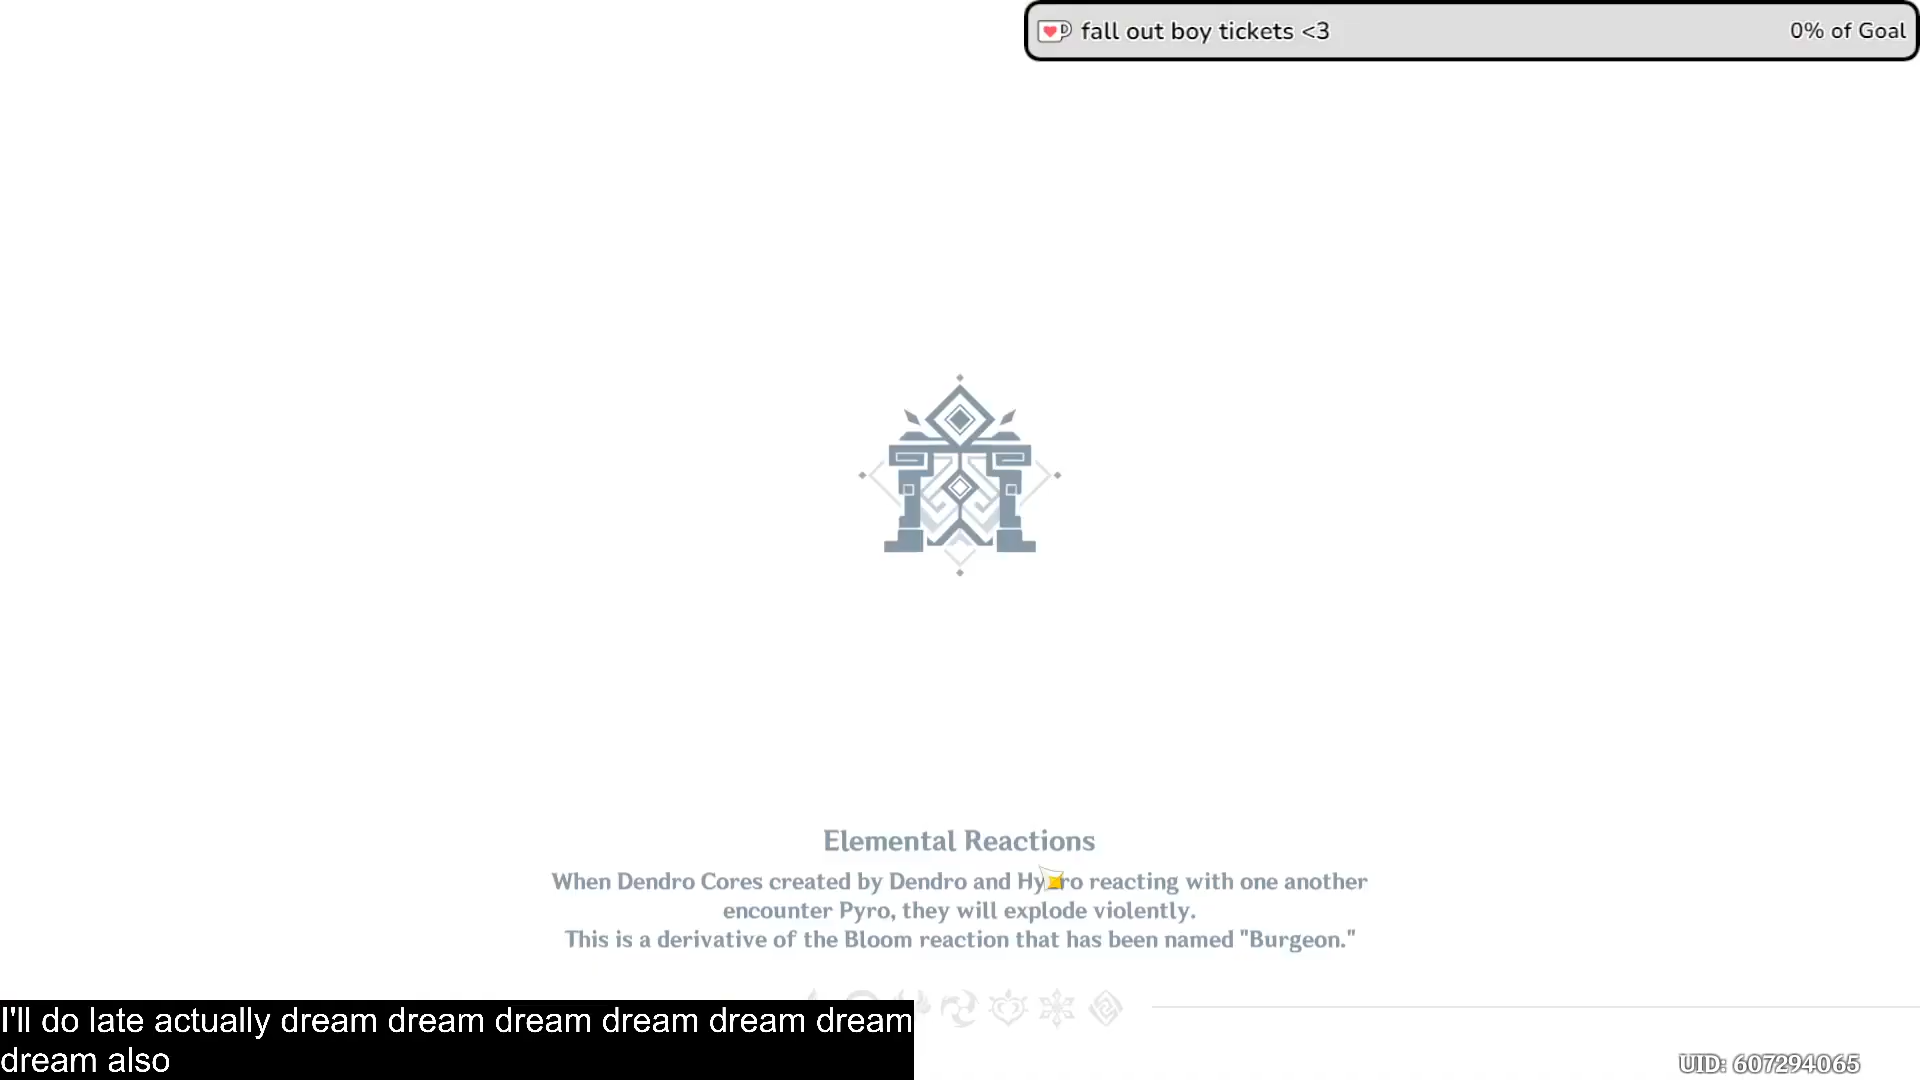 fall out boy tickets <3
0% of Goal
Elemental Reactions
When Dendro Cores created by Dendro and Hydro reacting with one another
encounter Pyro, they will explode violently.
This is a derivative of the Bloom reaction that has been named "Burgeon."
I'll do late actually dream dream dream dream dream dream
dream also
UID: 607294065